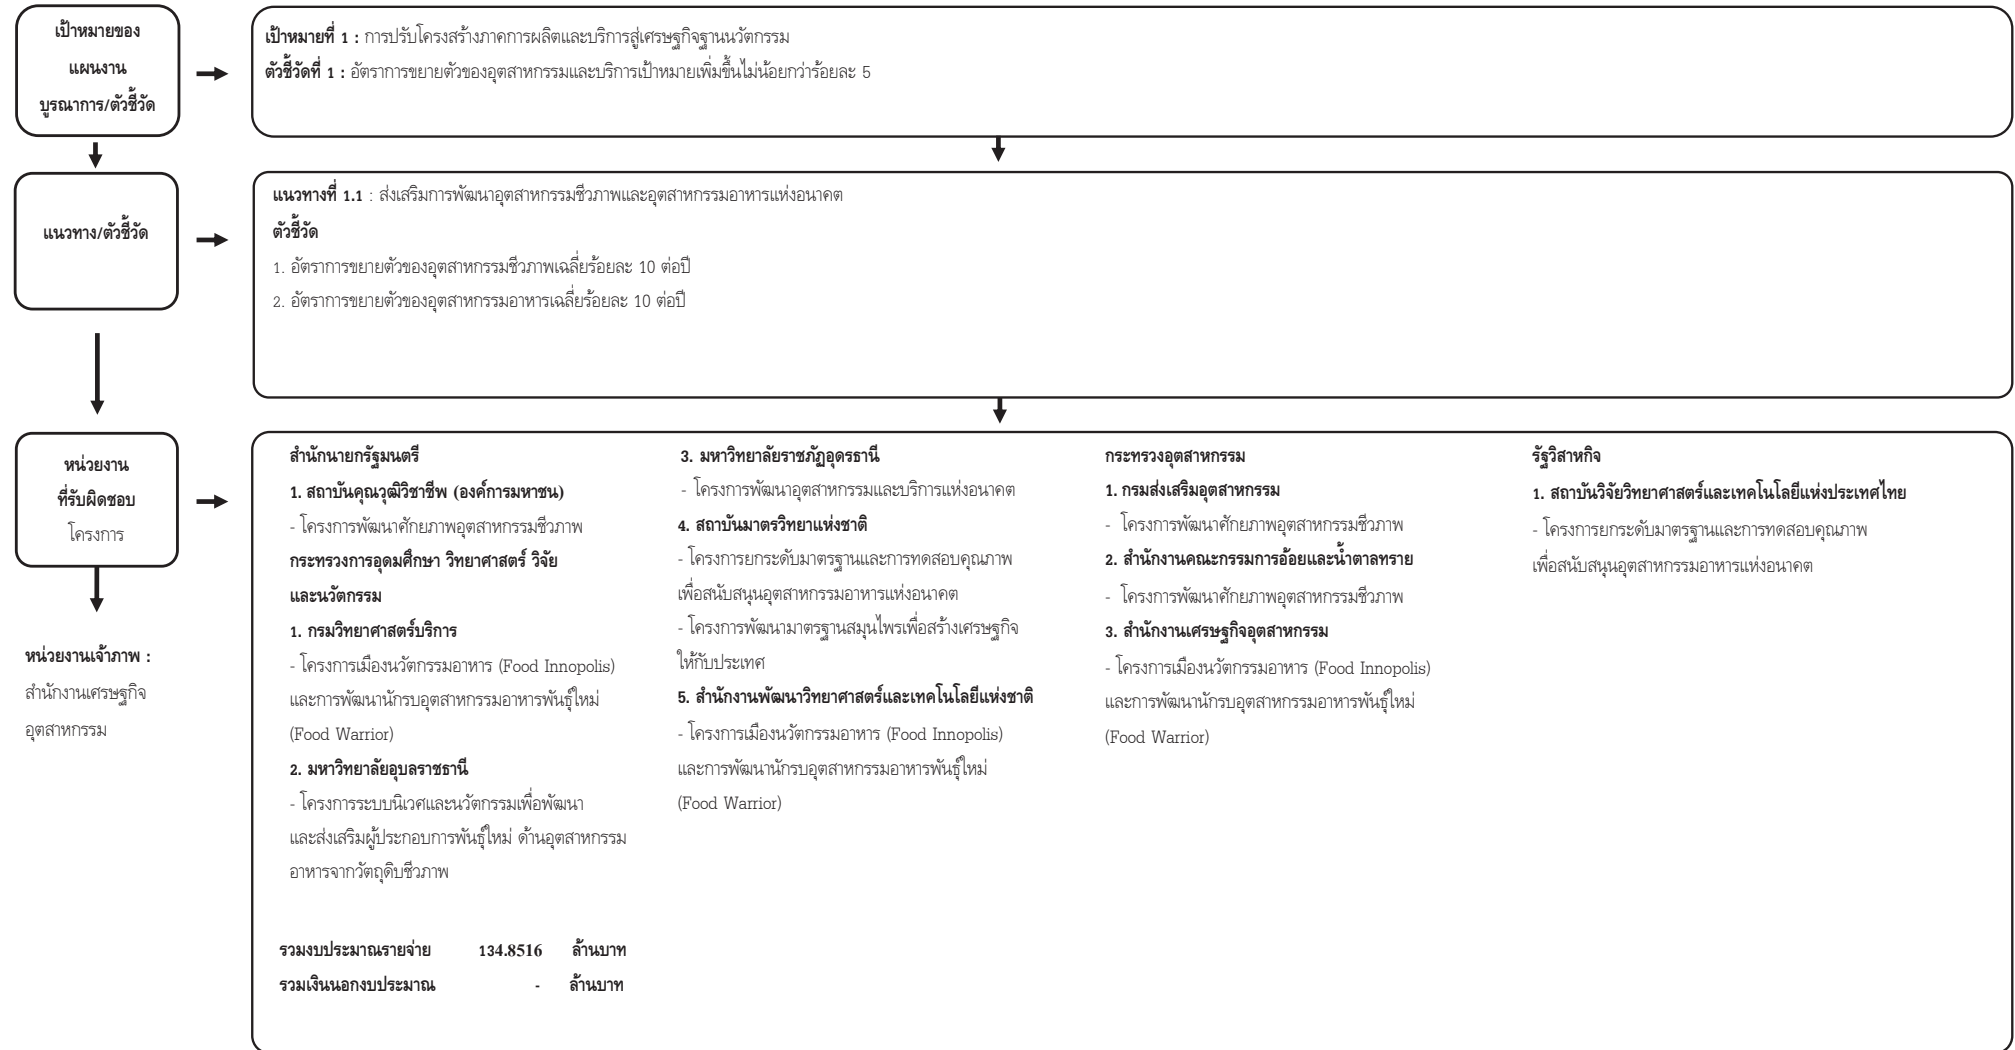 เป้าหมายของ
แผนงาน
บูรณาการ/ตัวชี้วัด
เป้าหมายที่ 1 : การปรับโครงสร้างภาคการผลิตและบริการสู่เศรษฐกิจฐานนวัตกรรม
ตัวชี้วัดที่ 1 : อัตราการขยายตัวของอุตสาหกรรมและบริการเป้าหมายเพิ่มขึ้นไม่น้อยกว่าร้อยละ 5
แนวทาง/ตัวชี้วัด
แนวทางที่ 1.1 : ส่งเสริมการพัฒนาอุตสาหกรรมชีวภาพและอุตสาหกรรมอาหารแห่งอนาคต
ตัวชี้วัด
1. อัตราการขยายตัวของอุตสาหกรรมชีวภาพเฉลี่ยร้อยละ 10 ต่อปี
2. อัตราการขยายตัวของอุตสาหกรรมอาหารเฉลี่ยร้อยละ 10 ต่อปี
หน่วยงาน
ที่รับผิดชอบ
โครงการ
หน่วยงานเจ้าภาพ :
สำนักงานเศรษฐกิจ
อุตสาหกรรม
สำนักนายกรัฐมนตรี
1. สถาบันคุณวุฒิวิชาชีพ (องค์การมหาชน)
- โครงการพัฒนาศักยภาพอุตสาหกรรมชีวภาพ
กระทรวงการอุดมศึกษา วิทยาศาสตร์ วิจัย
และนวัตกรรม
1. กรมวิทยาศาสตร์บริการ
- โครงการเมืองนวัตกรรมอาหาร (Food Innopolis)
และการพัฒนานักรบอุตสาหกรรมอาหารพันธุ์ใหม่
(Food Warrior)
2. มหาวิทยาลัยอุบลราชธานี
- โครงการระบบนิเวศและนวัตกรรมเพื่อพัฒนา
และส่งเสริมผู้ประกอบการพันธุ์ใหม่ ด้านอุตสาหกรรม
อาหารจากวัตถุดิบชีวภาพ
3. มหาวิทยาลัยราชภัฏอุดรธานี
- โครงการพัฒนาอุตสาหกรรมและบริการแห่งอนาคต
4. สถาบันมาตรวิทยาแห่งชาติ
- โครงการยกระดับมาตรฐานและการทดสอบคุณภาพ
เพื่อสนับสนุนอุตสาหกรรมอาหารแห่งอนาคต
- โครงการพัฒนามาตรฐานสมุนไพรเพื่อสร้างเศรษฐกิจ
ให้กับประเทศ
5. สำนักงานพัฒนาวิทยาศาสตร์และเทคโนโลยีแห่งชาติ
- โครงการเมืองนวัตกรรมอาหาร (Food Innopolis)
และการพัฒนานักรบอุตสาหกรรมอาหารพันธุ์ใหม่
(Food Warrior)
กระทรวงอุตสาหกรรม
1. กรมส่งเสริมอุตสาหกรรม
- โครงการพัฒนาศักยภาพอุตสาหกรรมชีวภาพ
2. สำนักงานคณะกรรมการอ้อยและน้ำตาลทราย
- โครงการพัฒนาศักยภาพอุตสาหกรรมชีวภาพ
3. สำนักงานเศรษฐกิจอุตสาหกรรม
- โครงการเมืองนวัตกรรมอาหาร (Food Innopolis)
และการพัฒนานักรบอุตสาหกรรมอาหารพันธุ์ใหม่
(Food Warrior)
รัฐวิสาหกิจ
1. สถาบันวิจัยวิทยาศาสตร์และเทคโนโลยีแห่งประเทศไทย
- โครงการยกระดับมาตรฐานและการทดสอบคุณภาพ
เพื่อสนับสนุนอุตสาหกรรมอาหารแห่งอนาคต
รวมงบประมาณรายจ่าย 134.8516 ล้านบาท
รวมเงินนอกงบประมาณ - ล้านบาท